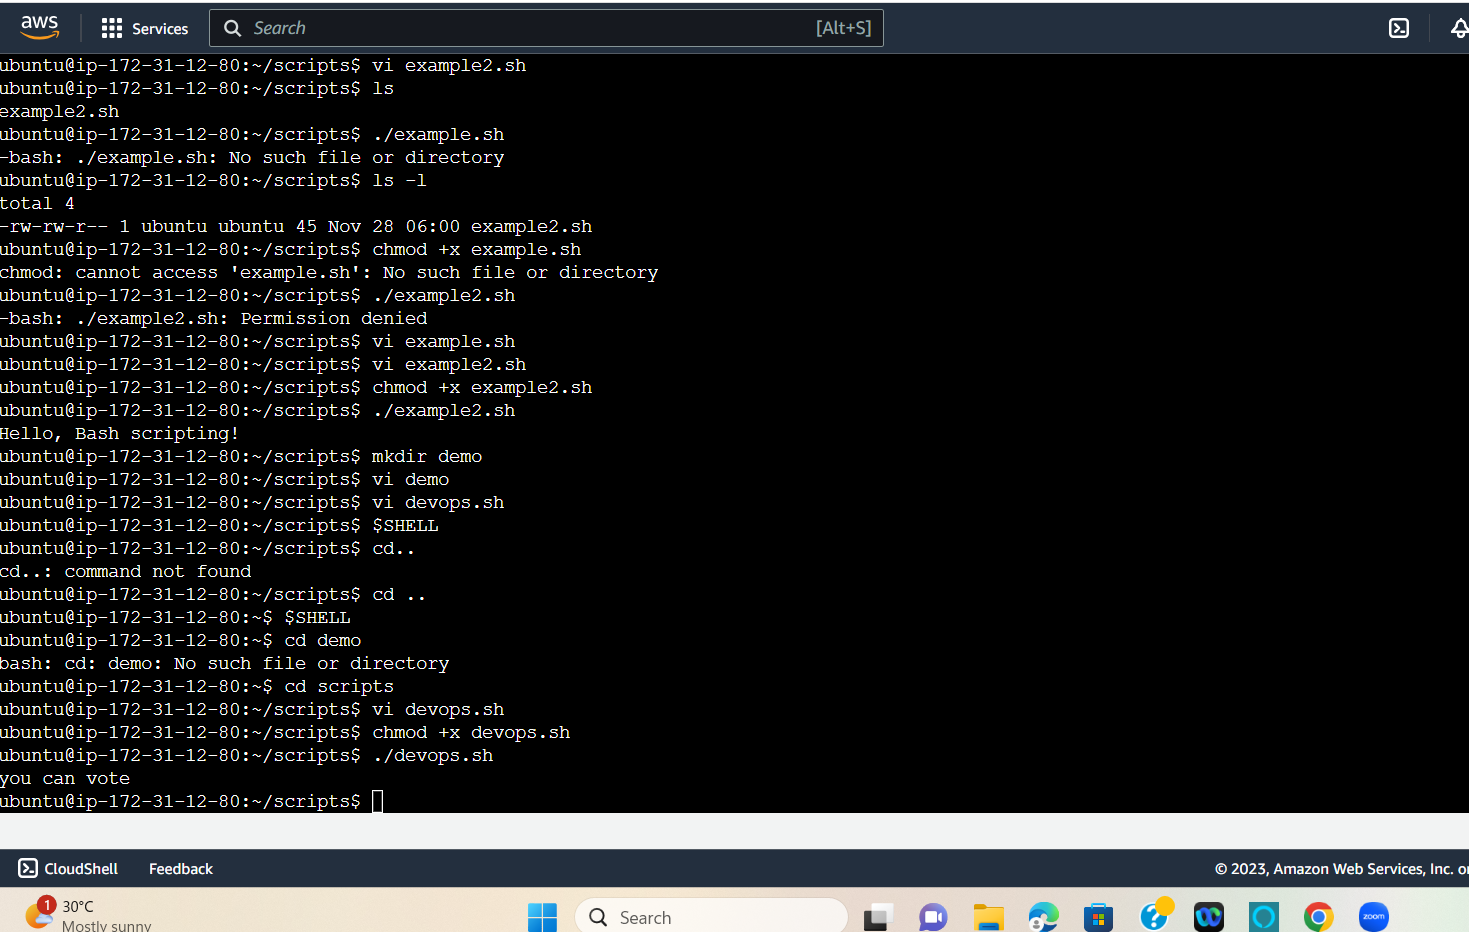 aws Services Search [Alt+S]
ubuntu@ip-172-31-12-80:~/scripts$ vi example2.sh
ubuntu@ip-172-31-12-80:~/scripts$ ls
example2.sh
ubuntu@ip-172-31-12-80:~/scripts$ ./example.sh
-bash: ./example.sh: No such file or directory
ubuntu@ip-172-31-12-80:~/scripts$ ls -l
total 4
-rw-rw-r-- 1 ubuntu ubuntu 45 Nov 28 06:00 example2.sh
ubuntu@ip-172-31-12-80:~/scripts$ chmod +x example.sh
chmod: cannot access 'example.sh': No such file or directory
ubuntu@ip-172-31-12-80:~/scripts$ ./example2.sh
-bash: ./example2.sh: Permission denied
ubuntu@ip-172-31-12-80:~/scripts$ vi example.sh
ubuntu@ip-172-31-12-80:~/scripts$ vi example2.sh
ubuntu@ip-172-31-12-80:~/scripts$ chmod +x example2.sh
ubuntu@ip-172-31-12-80:~/scripts$ ./example2.sh
Hello, Bash scripting!
ubuntu@ip-172-31-12-80:~/scripts$ mkdir demo
ubuntu@ip-172-31-12-80:~/scripts$ vi demo
ubuntu@ip-172-31-12-80:~/scripts$ vi devops.sh
ubuntu@ip-172-31-12-80:~/scripts$ $SHELL
ubuntu@ip-172-31-12-80:~/scripts$ cd..
cd..: command not found
ubuntu@ip-172-31-12-80:~/scripts$ cd ..
ubuntu@ip-172-31-12-80:~$ $SHELL
ubuntu@ip-172-31-12-80:~$ cd demo
bash: cd: demo: No such file or directory
ubuntu@ip-172-31-12-80:~$ cd scripts
ubuntu@ip-172-31-12-80:~/scripts$ vi devops.sh
ubuntu@ip-172-31-12-80:~/scripts$ chmod +x devops.sh
ubuntu@ip-172-31-12-80:~/scripts$ ./devops.sh
you can vote
ubuntu@ip-172-31-12-80:~/scripts$
CloudShell Feedback © 2023, Amazon Web Services, Inc. or
1 30°C
Mostly sunny
Search
zoom